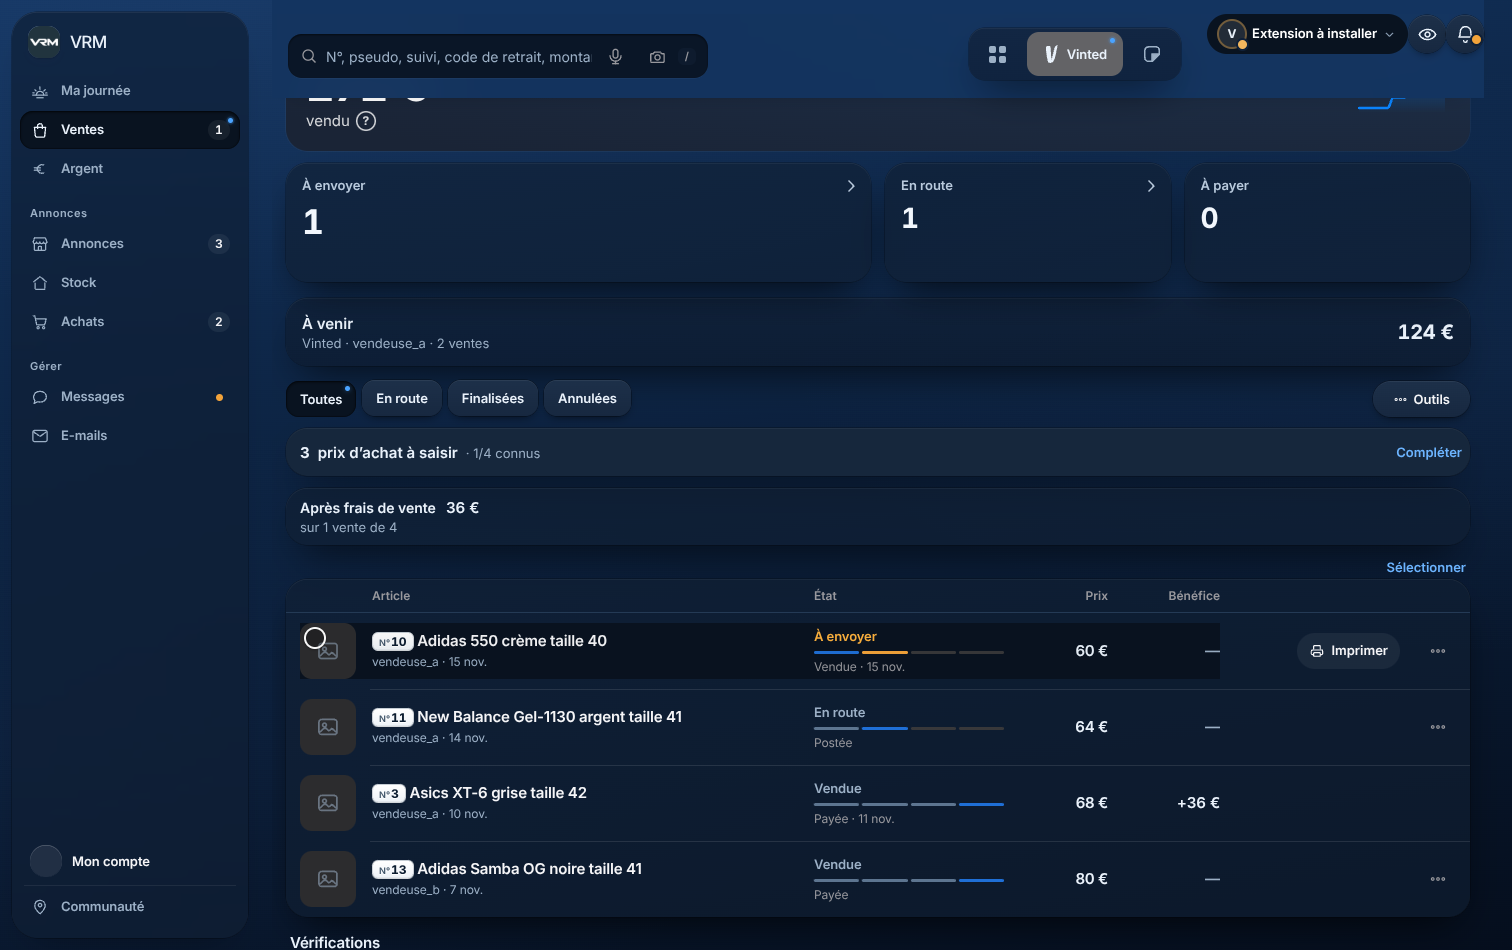 VRM
VRM
Ma journée
Ventes
1
Argent
Annonces
Annonces
3
Stock
Achats
2
Gérer
Messages
E-mails
Mon compte
Communauté
N°, pseudo, suivi, code de retrait, monta
/
Vinted
V
Extension à installer
vendu ?
À envoyer
1
En route
1
À payer
0
À venir
Vinted · vendeuse_a · 2 ventes
124 €
Toutes
En route
Finalisées
Annulées
Outils
3 prix d’achat à saisir · 1/4 connus
Compléter
Après frais de vente 36 €
sur 1 vente de 4
Sélectionner
Article
État
Prix
Bénéfice
N°10 Adidas 550 crème taille 40
vendeuse_a · 15 nov.
À envoyer
Vendue · 15 nov.
60 €
—
Imprimer
N°11 New Balance Gel-1130 argent taille 41
vendeuse_a · 14 nov.
En route
Postée
64 €
—
N°3 Asics XT-6 grise taille 42
vendeuse_a · 10 nov.
Vendue
Payée · 11 nov.
68 €
+36 €
N°13 Adidas Samba OG noire taille 41
vendeuse_b · 7 nov.
Vendue
Payée
80 €
—
Vérifications